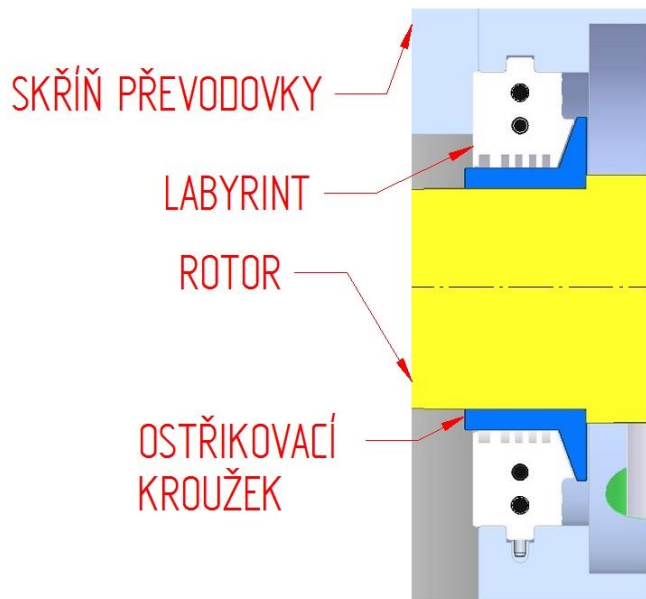 SKŘÍŇ PŘEVODOVKY
LABYRINT
ROTOR
OSTŘIKOVACÍ
KROUŽEK